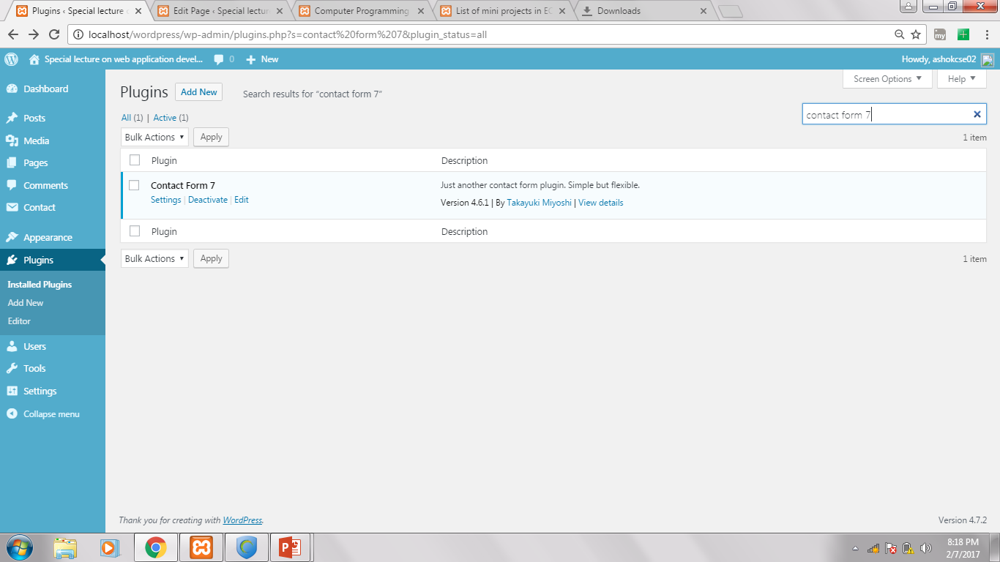 Plugins ‹ Special lecture
Edit Page ‹ Special lectur
Computer Programming
List of mini projects in EC
Downloads
localhost/wordpress/wp-admin/plugins.php?s=contact%20form%207&plugin_status=all
my
Special lecture on web application devel...
0
New
Howdy, ashokcse02
Screen Options
Help
Dashboard
Posts
Media
Pages
Comments
Contact
Appearance
Plugins
Installed Plugins
Add New
Editor
Users
Tools
Settings
Collapse menu
Plugins Add New Search results for “contact form 7”
All (1) | Active (1)
contact form 7
Bulk Actions Apply
1 item
Plugin Description
Contact Form 7
Settings | Deactivate | Edit
Just another contact form plugin. Simple but flexible.
Version 4.6.1 | By Takayuki Miyoshi | View details
Plugin Description
Bulk Actions Apply
1 item
Thank you for creating with WordPress.
Version 4.7.2
8:18 PM
2/7/2017